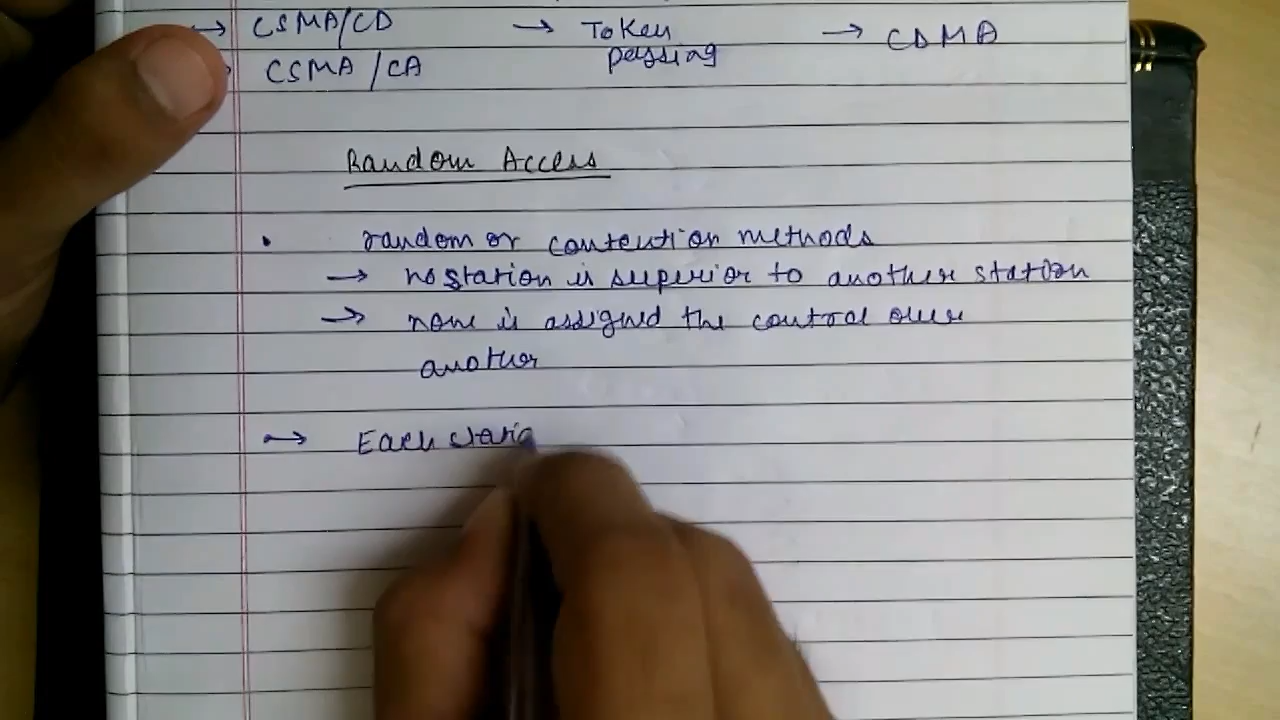 → CSMA/CD → Token → CDMA
CSMA/CA passing
Random Access
• random or contention methods
→ no station is superior to another station
→ none is assigned the control over
another
→ Each statio